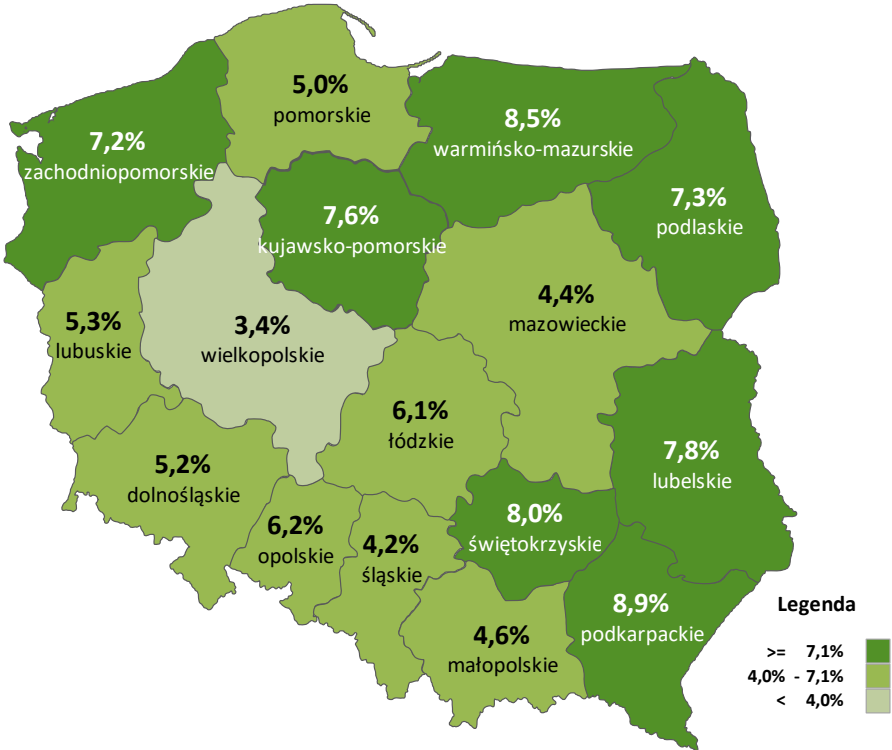 5,0%
pomorskie
8,5%
warmińsko-mazurskie
7,2%
zachodniopomorskie
7,3%
podlaskie
7,6%
kujawsko-pomorskie
4,4%
mazowieckie
5,3%
lubuskie
3,4%
wielkopolskie
6,1%
łódzkie
7,8%
lubelskie
5,2%
dolnośląskie
8,0%
świętokrzyskie
6,2%
opolskie
4,2%
śląskie
8,9%
podkarpackie
4,6%
małopolskie
Legenda
>= 7,1%
4,0% - 7,1%
< 4,0%